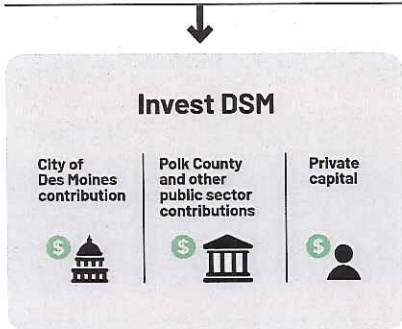 Invest DSM
City of
Des Moines
contribution
Polk County
and other
public sector
contributions
Private
capital
$
$
$